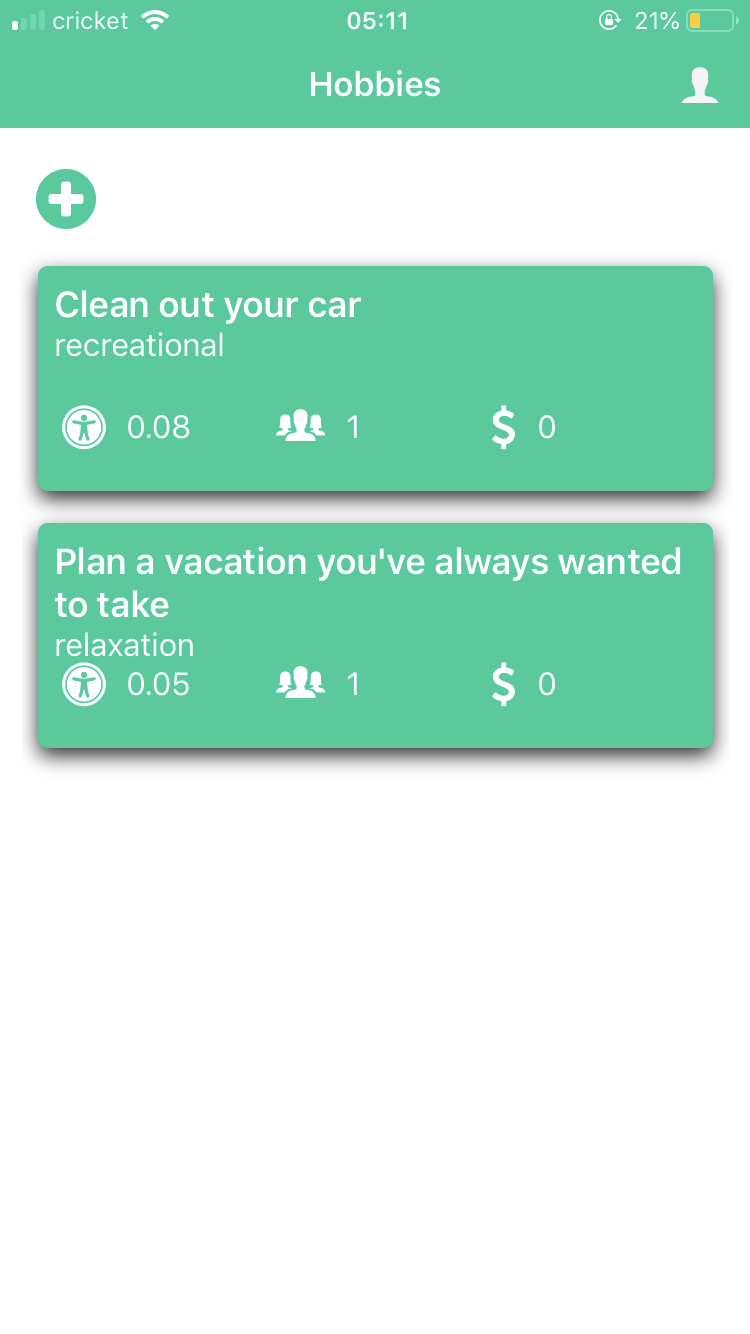 cricket 05:11 21%
Hobbies
Clean out your car
recreational
0.08 1 $ 0
Plan a vacation you've always wanted
to take
relaxation
0.05 1 $ 0